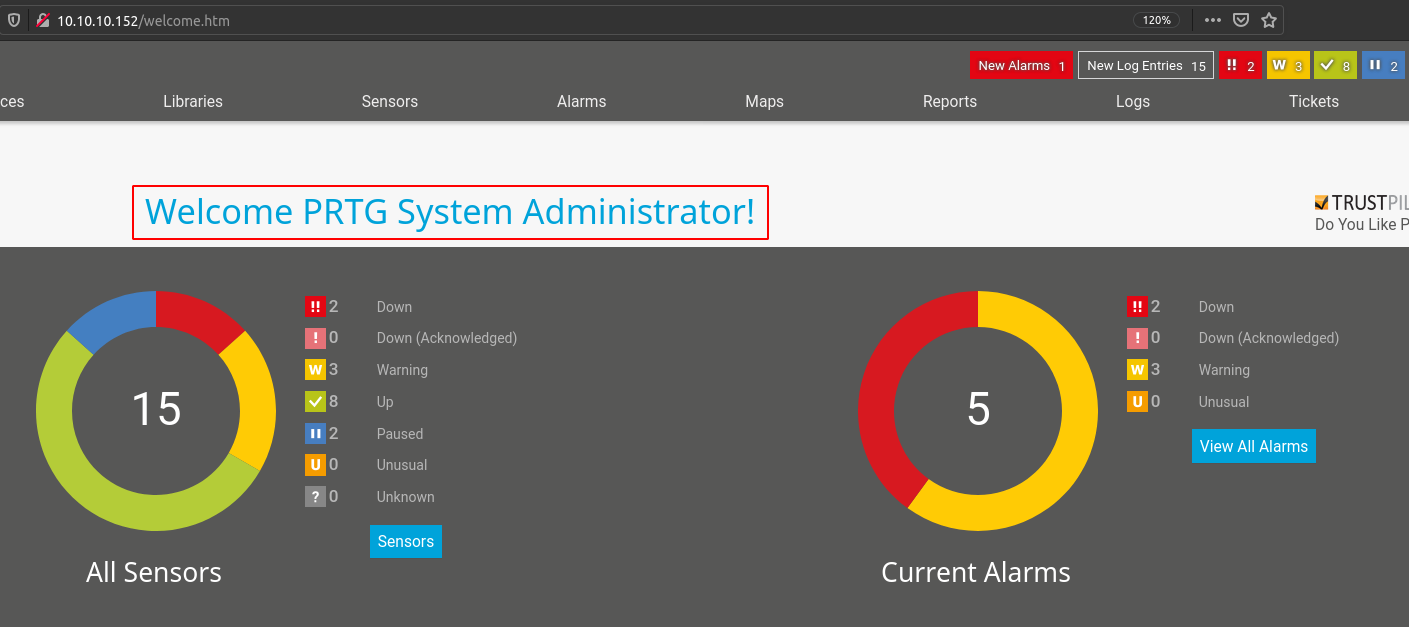 10.10.10.152/welcome.htm 120%
New Alarms 1 New Log Entries 15 !! 2 W 3 8 2
ces Libraries Sensors Alarms Maps Reports Logs Tickets
Welcome PRTG System Administrator!
TRUSTPIL
Do You Like P
15
!! 2 Down
! 0 Down (Acknowledged)
W 3 Warning
8 Up
2 Paused
U 0 Unusual
? 0 Unknown
Sensors
All Sensors
5
!! 2 Down
! 0 Down (Acknowledged)
W 3 Warning
U 0 Unusual
View All Alarms
Current Alarms